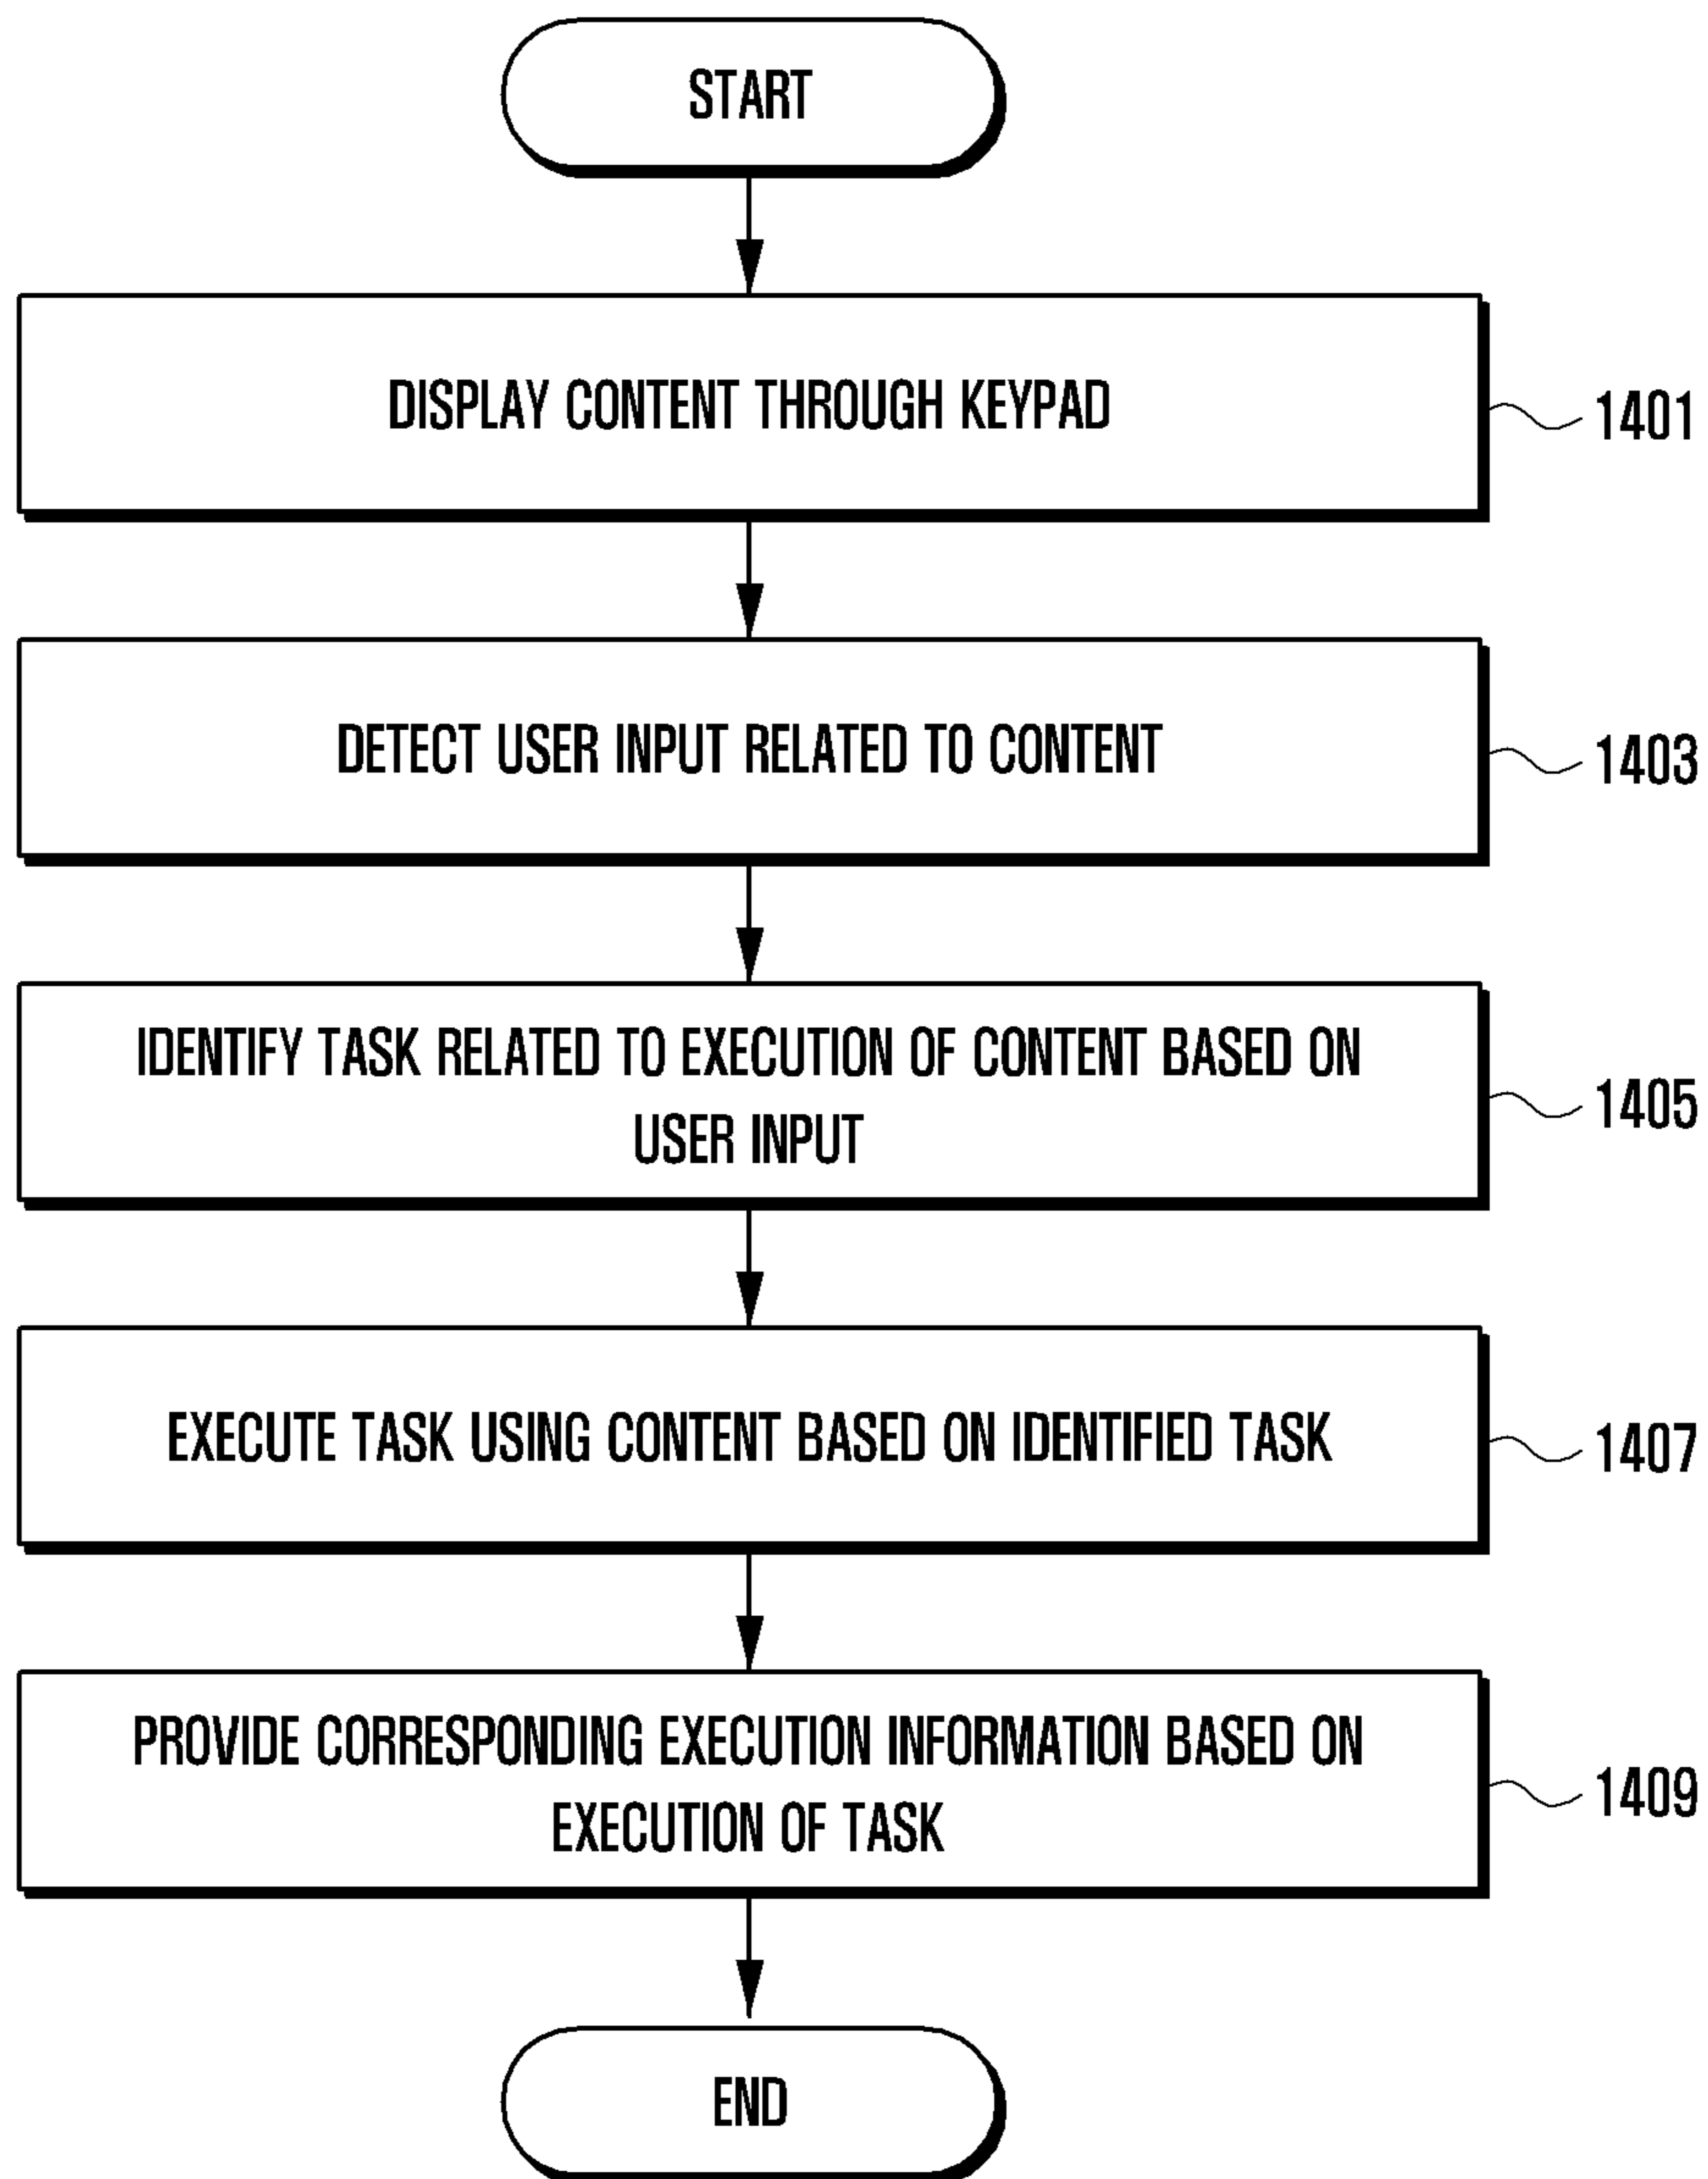 START
DISPLAY CONTENT THROUGH KEYPAD
1401
DETECT USER INPUT RELATED TO CONTENT
1403
IDENTIFY TASK RELATED TO EXECUTION OF CONTENT BASED ON
USER INPUT
1405
EXECUTE TASK USING CONTENT BASED ON IDENTIFIED TASK
1407
PROVIDE CORRESPONDING EXECUTION INFORMATION BASED ON
EXECUTION OF TASK
1409
END